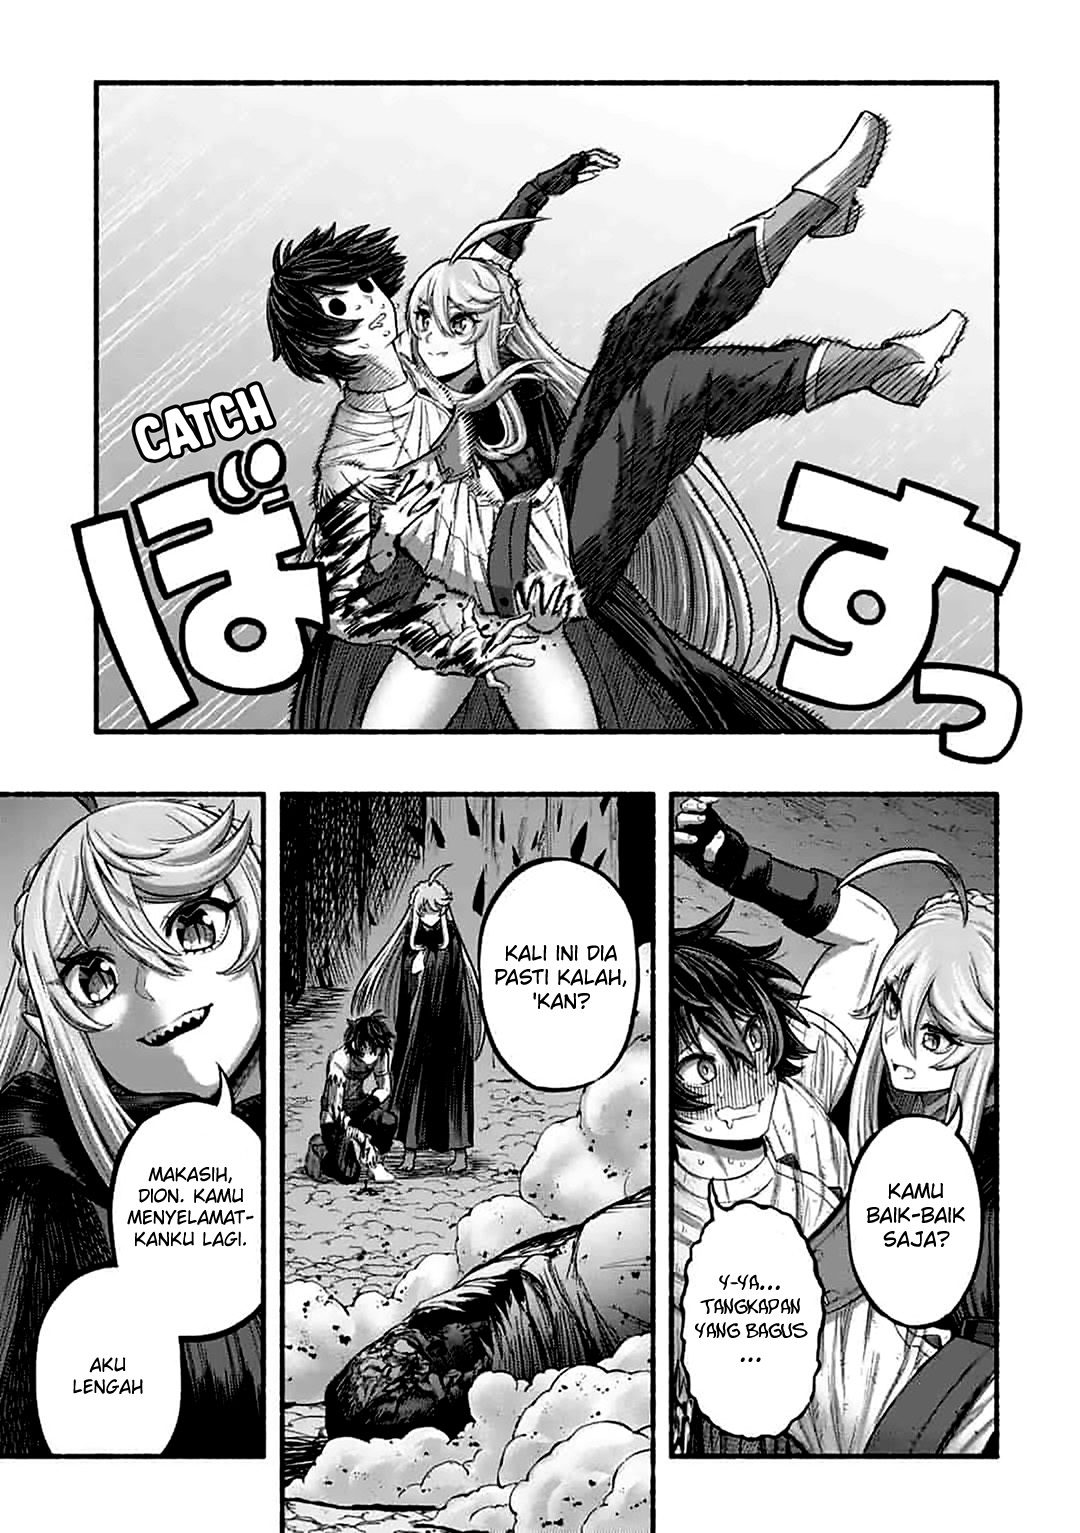 CATCH
ばすっ
KAMU
BAIK-BAIK
SAJA?
Y-YA...
TANGKAPAN
YANG BAGUS
...
KALI INI DIA
PASTI KALAH,
'KAN?
MAKASIH,
DION. KAMU
MENYELAMAT-
KANKU LAGI.
AKU
LENGAH